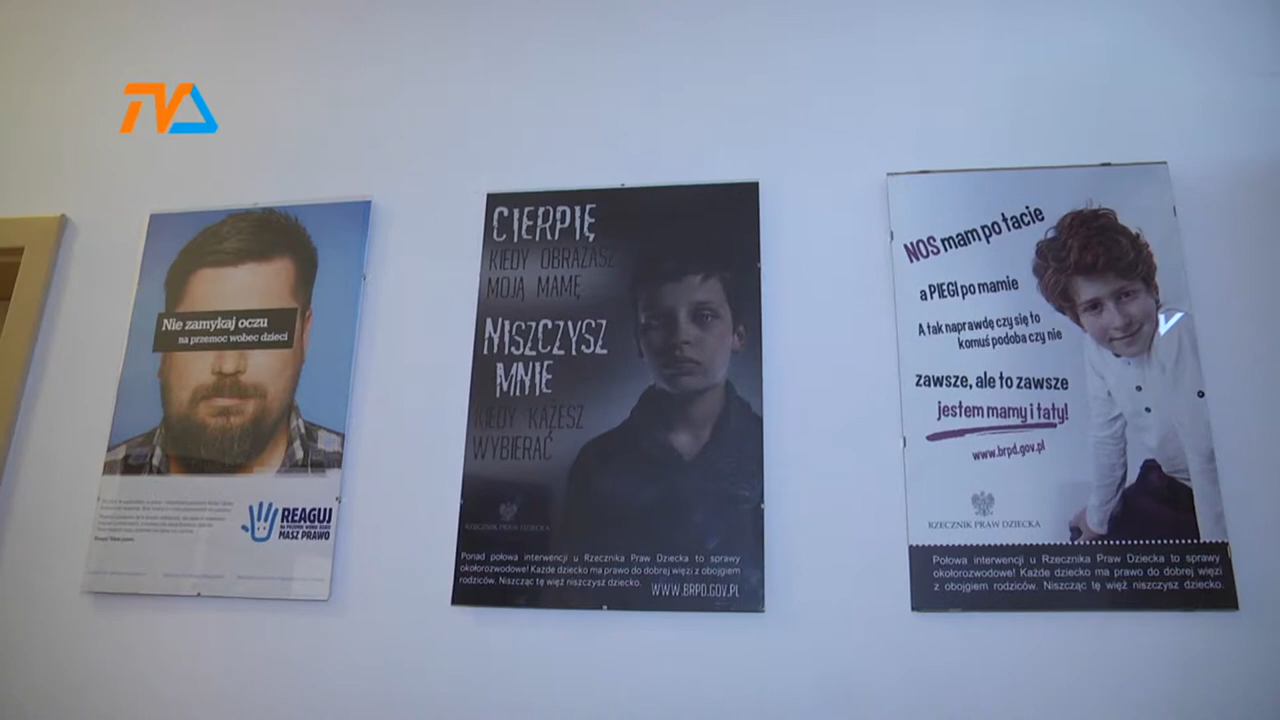 TVA
Nie zamykaj oczu
na przemoc wobec dzieci
REAGUJ
NA PRZEMOC WOBEC DZIECI
MASZ PRAWO
CIERPIĘ
KIEDY OBRAŻASZ
MOJĄ MAMĘ
NISZCZYSZ
MNIE
KIEDY KAŻESZ
WYBIERAĆ
RZECZNIK PRAW DZIECKA
Ponad połowa interwencji u Rzecznika Praw Dziecka to sprawy
okołorozwodowe! Każde dziecko ma prawo do dobrej więzi z obojgiem
rodziców. Niszcząc tę więź niszczysz dziecko.
WWW.BRPD.GOV.PL
NOS mam po tacie
a PIEGI po mamie
A tak naprawdę czy się to
komuś podoba czy nie
zawsze, ale to zawsze
jestem mamy i taty!
www.brpd.gov.pl
RZECZNIK PRAW DZIECKA
Połowa interwencji u Rzecznika Praw Dziecka to sprawy
okołorozwodowe! Każde dziecko ma prawo do dobrej więzi
z obojgiem rodziców. Niszcząc tę więź niszczysz dziecko.